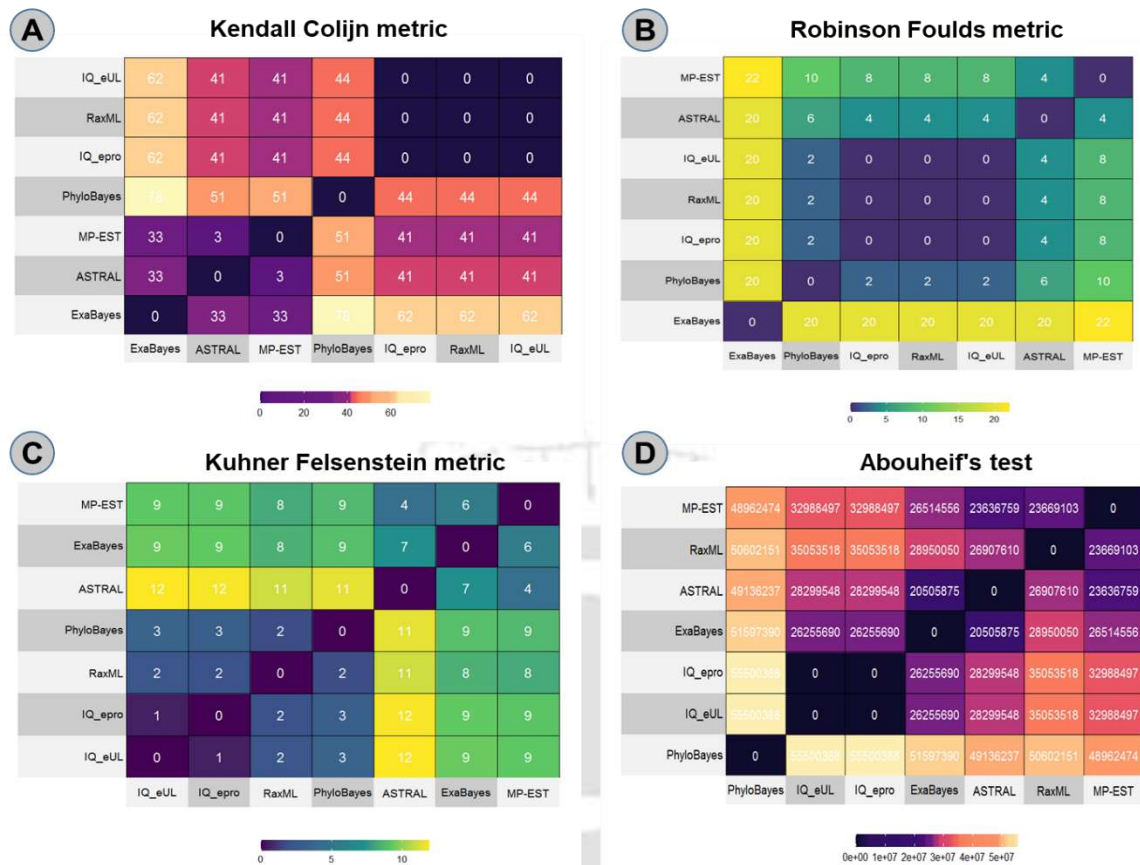 A
Kendall Colijn metric
IQ_eUL 62 41 41 44 0 0 0
RaxML 62 41 41 44 0 0 0
IQ_epro 62 41 41 44 0 0 0
PhyloBayes 78 51 51 0 44 44 44
MP-EST 33 3 0 51 41 41 41
ASTRAL 33 0 3 51 41 41 41
ExaBayes 0 33 33 78 62 62 62
ExaBayes ASTRAL MP-EST PhyloBayes IQ_epro RaxML IQ_eUL
0 20 40 60
B
Robinson Foulds metric
MP-EST 22 10 8 8 8 4 0
ASTRAL 20 6 4 4 4 0 4
IQ_eUL 20 2 0 0 0 4 8
RaxML 20 2 0 0 0 4 8
IQ_epro 20 2 0 0 0 4 8
PhyloBayes 20 0 2 2 2 6 10
ExaBayes 0 20 20 20 20 20 22
ExaBayes PhyloBayes IQ_epro RaxML IQ_eUL ASTRAL MP-EST
0 5 10 15 20
C
Kuhner Felsenstein metric
MP-EST 9 9 8 9 4 6 0
ExaBayes 9 9 8 9 7 0 6
ASTRAL 12 12 11 11 0 7 4
PhyloBayes 3 3 2 0 11 9 9
RaxML 2 2 0 2 11 8 8
IQ_epro 1 0 2 3 12 9 9
IQ_eUL 0 1 2 3 12 9 9
IQ_eUL IQ_epro RaxML PhyloBayes ASTRAL ExaBayes MP-EST
0 5 10
D
Abouheif's test
MP-EST 48962474 32988497 32988497 26514556 23636759 23669103 0
RaxML 50602151 35053518 35053518 28950050 26907610 0 23669103
ASTRAL 49136237 28299548 28299548 20505875 0 26907610 23636759
ExaBayes 51597390 26255690 26255690 0 20505875 28950050 26514556
IQ_epro 55500368 0 0 26255690 28299548 35053518 32988497
IQ_eUL 55500368 0 0 26255690 28299548 35053518 32988497
PhyloBayes 0 55500368 55500368 51597390 49136237 50602151 48962474
PhyloBayes IQ_eUL IQ_epro ExaBayes ASTRAL RaxML MP-EST
0e+00 1e+07 2e+07 3e+07 4e+07 5e+07